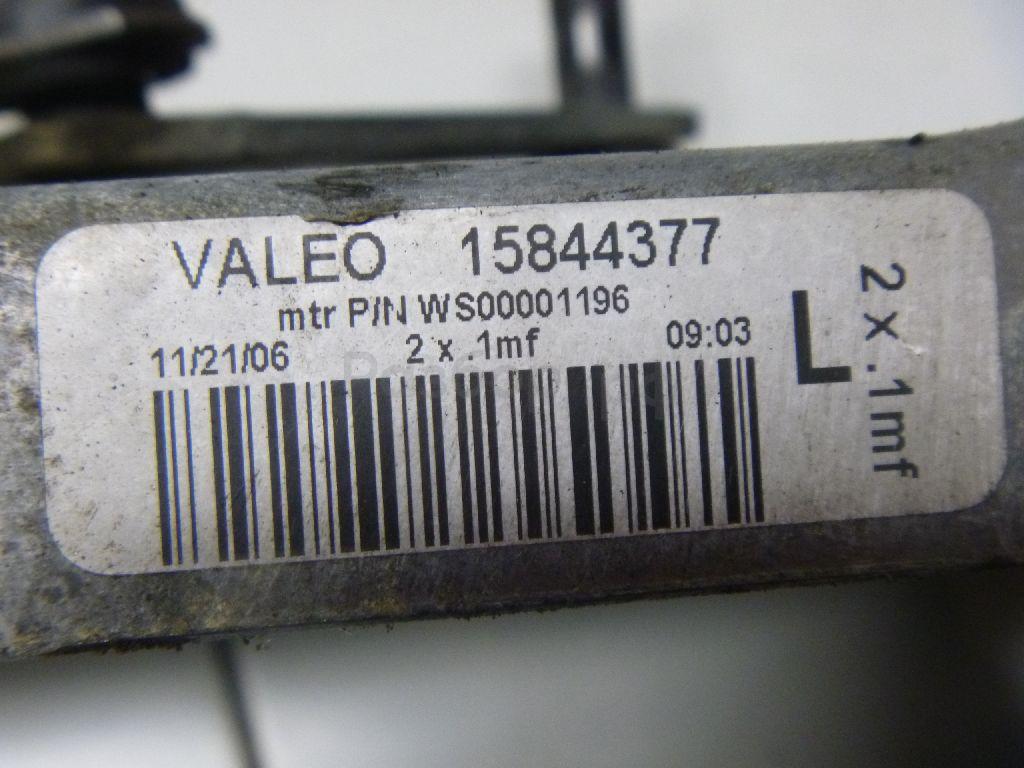 VALEO 15844377
mtr P/N WS00001196
11/21/06 2 x .1mf 09:03
L
2 x .1mf